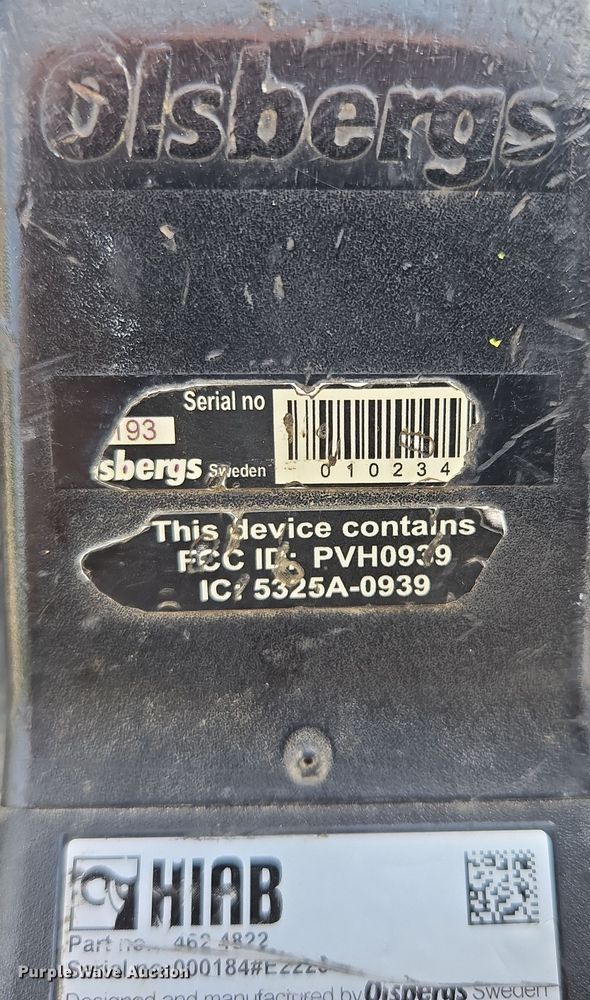 Olsbergs
Serial no
193
sbergs Sweden
010234
This device contains
FCC ID: PVH0939
IC: 5325A-0939
HIAB
Part no. 462 4822
Serial no. 000184#E222
Designed and manufactured by Olsbergs Sweden
Purple Wave Auction